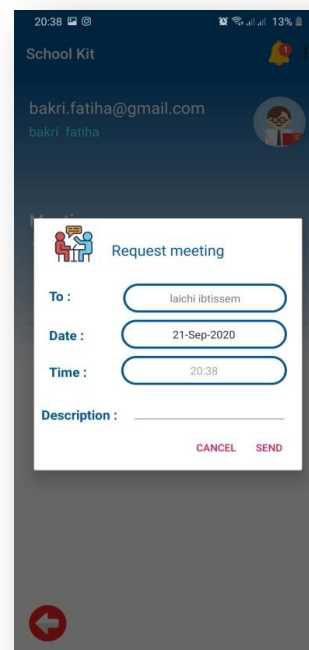 20:38 13%
School Kit 1
bakri.fatiha@gmail.com
bakri fatiha
Request meeting
To : laichi ibtissem
Date : 21-Sep-2020
Time : 20:38
Description :
CANCEL SEND